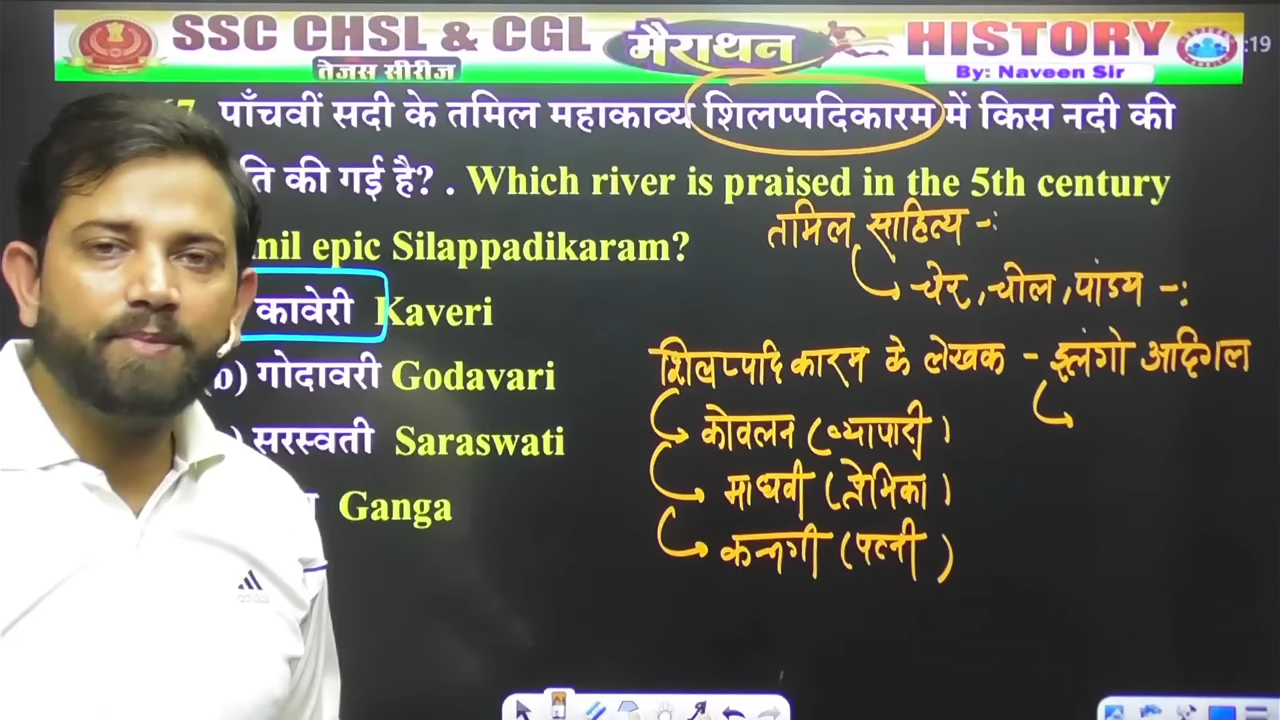 SSC CHSL & CGL मैराथन HISTORY
तेजस सीरीज By: Naveen Sir
:19
67. पाँचवीं सदी के तमिल महाकाव्य शिलप्पदिकारम में किस नदी की
ति की गई है? . Which river is praised in the 5th century
mil epic Silappadikaram?
कावेरी Kaveri
b) गोदावरी Godavari
) सरस्वती Saraswati
Ganga
तमिल साहित्य -:
चेर, चोल, पांड्य -:
शिलप्पदिकारम के लेखक - इलंगो आदिगल
कोवलन (व्यापारी)
माधवी (प्रेमिका)
कन्नगी (पत्नी)